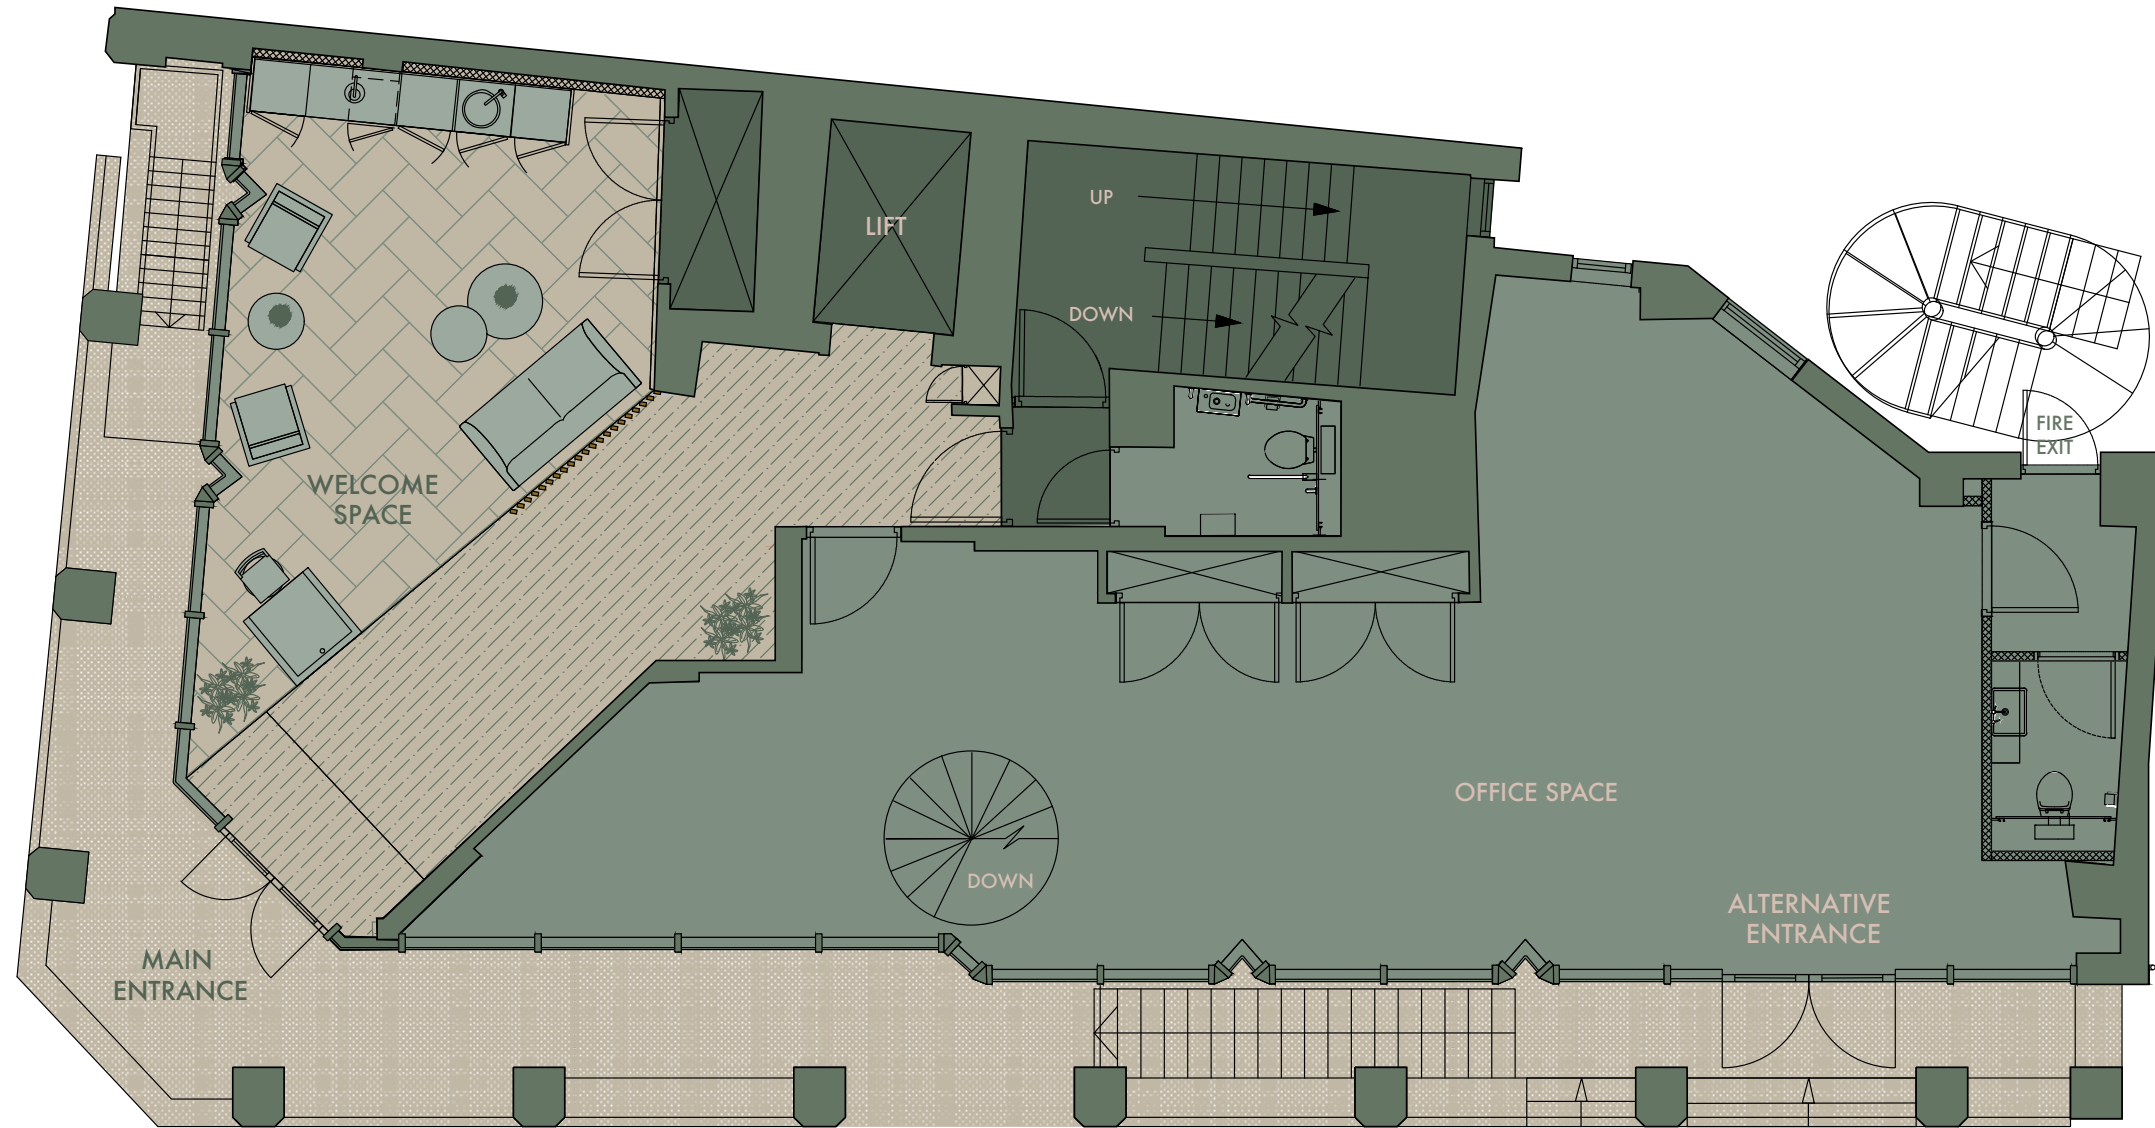 UP
LIFT
DOWN
FIRE
EXIT
WELCOME
SPACE
OFFICE SPACE
DOWN
ALTERNATIVE
ENTRANCE
MAIN
ENTRANCE